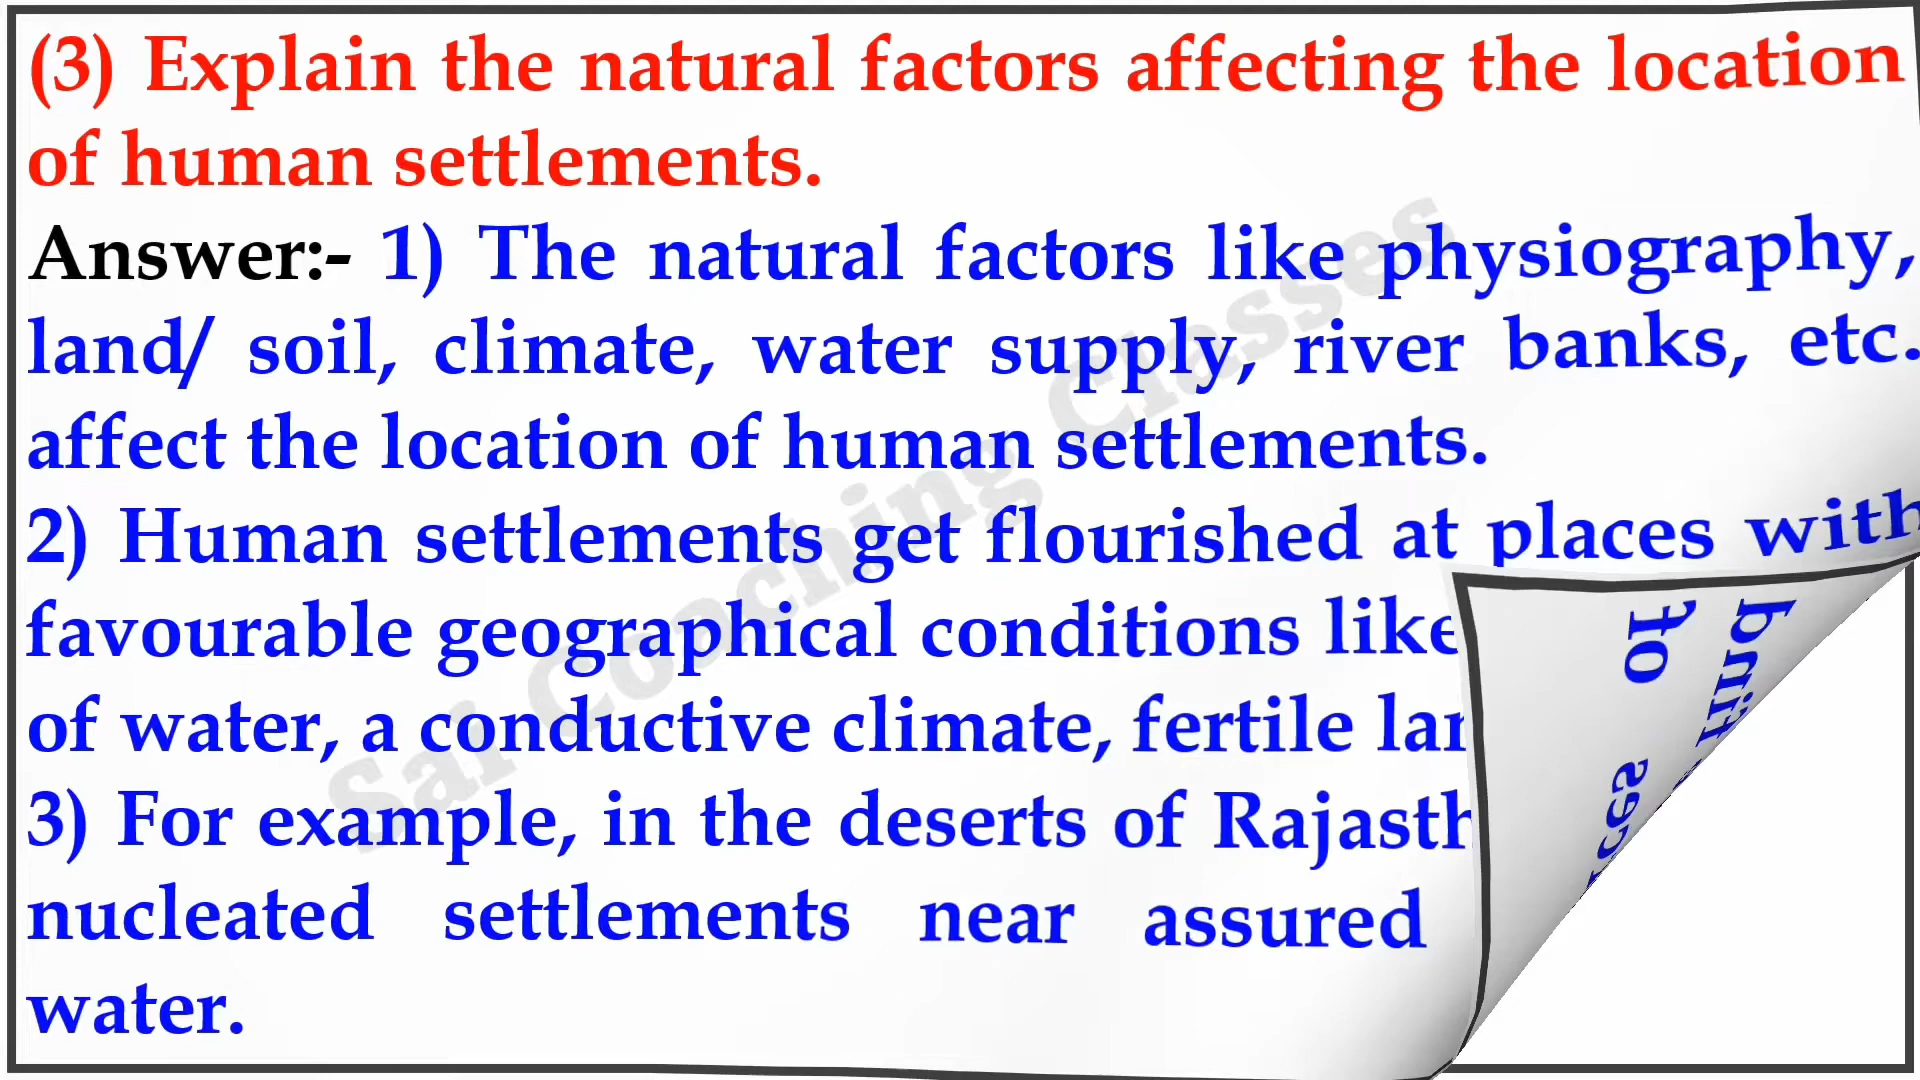 (3) Explain the natural factors affecting the location
of human settlements.
Answer:- 1) The natural factors like physiography,
land/ soil, climate, water supply, river banks, etc.
affect the location of human settlements.
2) Human settlements get flourished at places with
favourable geographical conditions like
of water, a conductive climate, fertile
3) For example, in the deserts of
nucleated settlements near assured
water.
Sai Coaching Classes